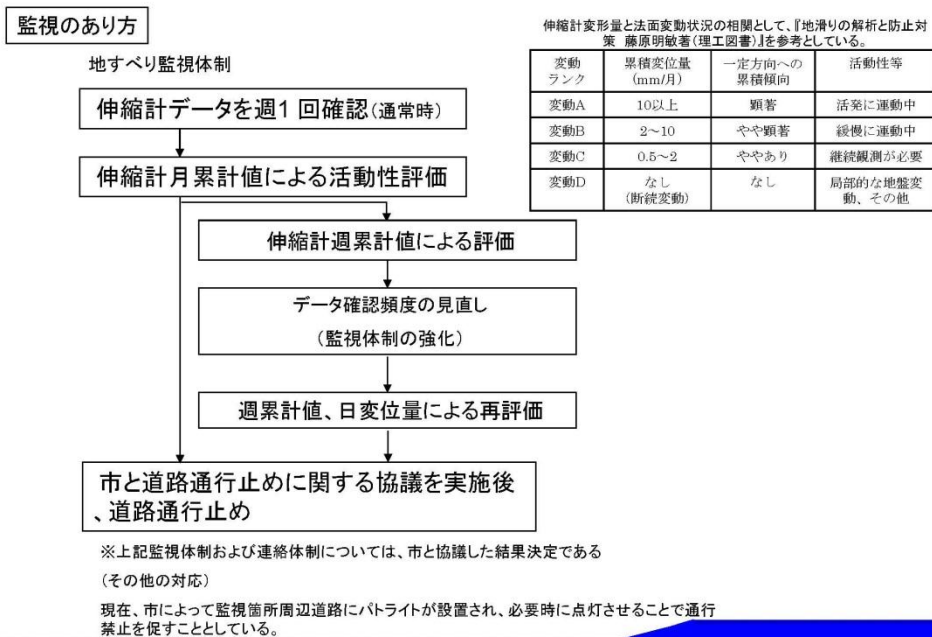 監視のあり方
地すべり監視体制
伸縮計データを週1 回確認（通常時）
伸縮計月累計値による活動性評価
伸縮計週累計値による評価
データ確認頻度の見直し
（監視体制の強化）
週累計値、日変位量による再評価
市と道路通行止めに関する協議を実施後
、道路通行止め
※上記監視体制および連絡体制については、市と協議した結果決定である
（その他の対応）
現在、市によって監視箇所周辺道路にパトライトが設置され、必要時に点灯させることで通行
禁止を促すこととしている。
伸縮計変形量と法面変動状況の相関として、『地滑りの解析と防止対
策 藤原明敏著（理工図書）』を参考としている。
変動 累積変位量 一定方向への 活動性等
ランク (mm/月) 累積傾向
変動A 10以上 顕著 活発に運動中
変動B 2～10 やや顕著 緩慢に運動中
変動C 0.5～2 ややあり 継続観測が必要
変動D なし なし 局部的な地盤変
(断続変動) 動、その他